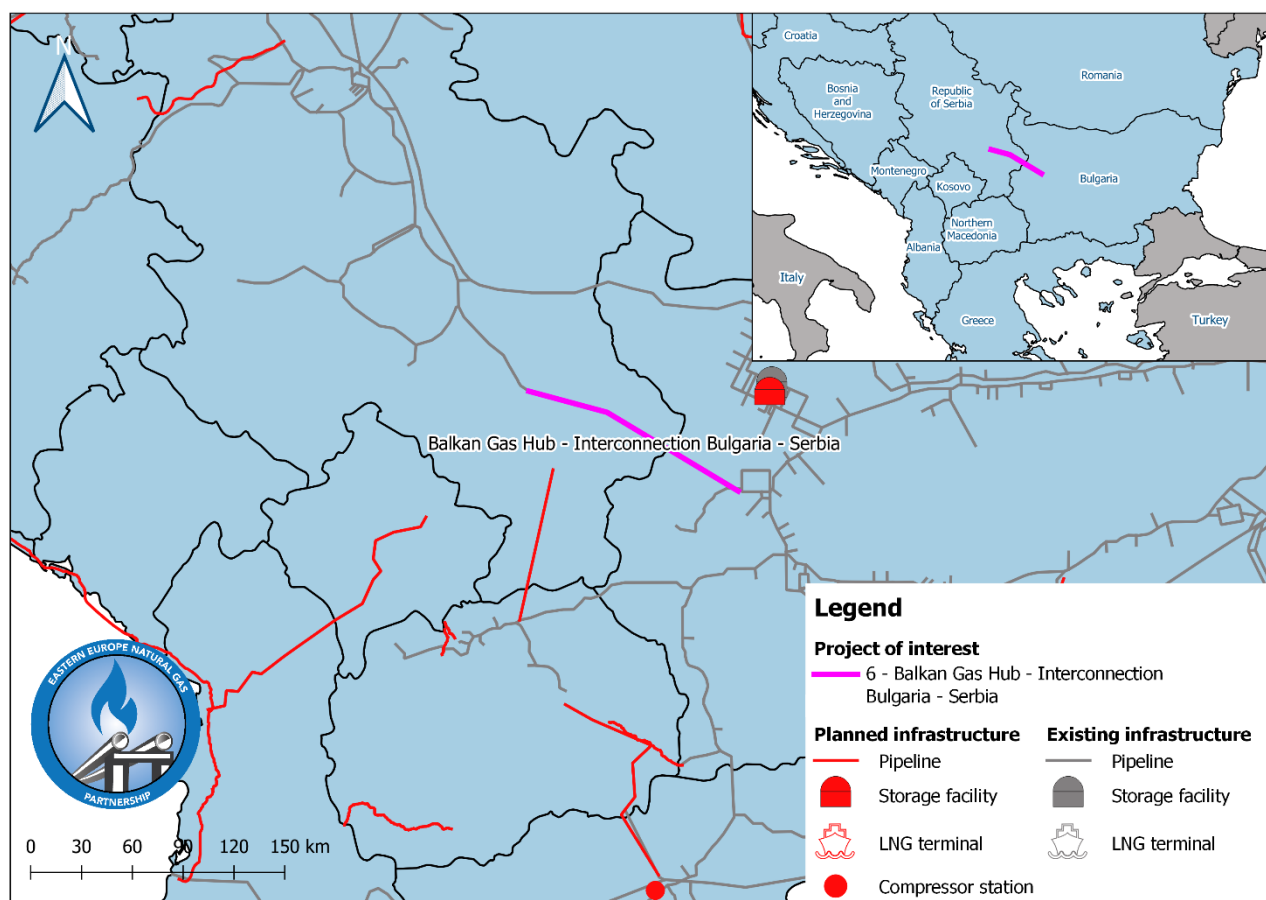 N
Croatia
Romania
Bosnia
and
Herzegovina
Republic
of Serbia
Montenegro
Kosovo
Bulgaria
Northern
Macedonia
Albania
Italy
Greece
Turkey
Balkan Gas Hub - Interconnection Bulgaria - Serbia
EASTERN EUROPE NATURAL GAS
PARTNERSHIP
0 30 60 90 120 150 km
Legend
Project of interest
6 - Balkan Gas Hub - Interconnection
Bulgaria - Serbia
Planned infrastructure
Pipeline
Storage facility
LNG terminal
Compressor station
Existing infrastructure
Pipeline
Storage facility
LNG terminal